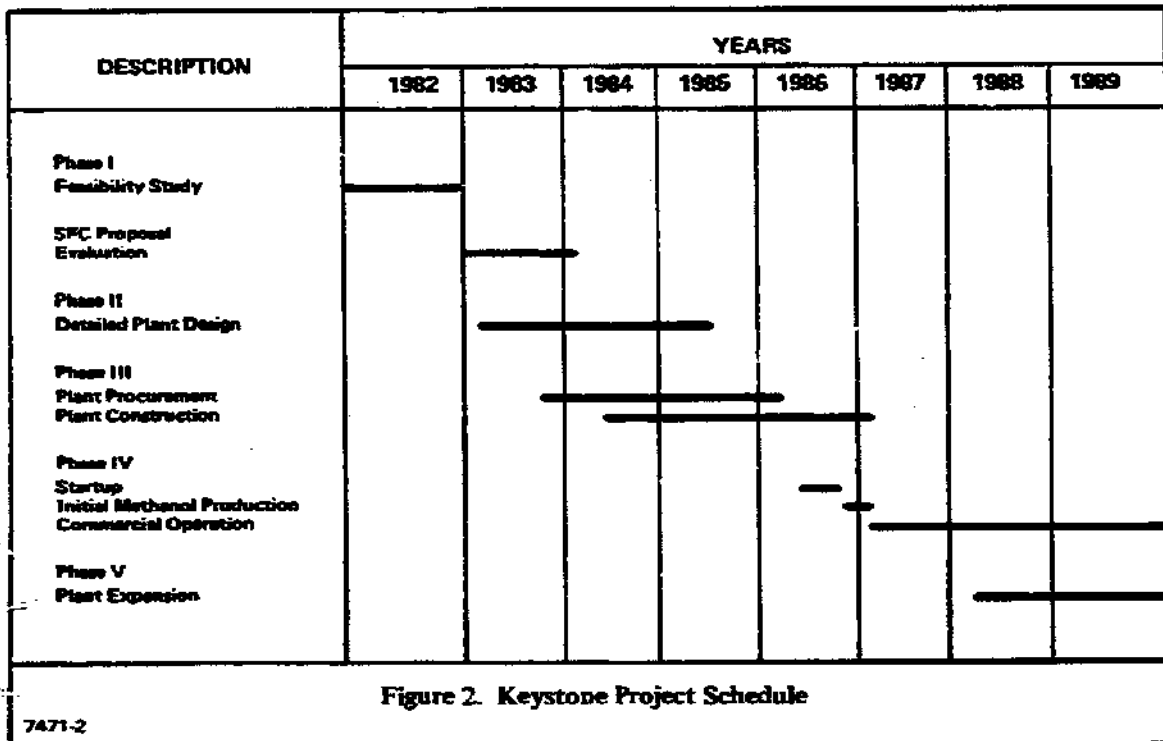 DESCRIPTION
YEARS
1982 1983 1984 1985 1986 1987 1988 1989
Phase I
Feasibility Study
SFC Proposal
Evaluation
Phase II
Detailed Plant Design
Phase III
Plant Procurement
Plant Construction
Phase IV
Startup
Initial Methanol Production
Commercial Operation
Phase V
Plant Expansion
Figure 2. Keystone Project Schedule
7471-2